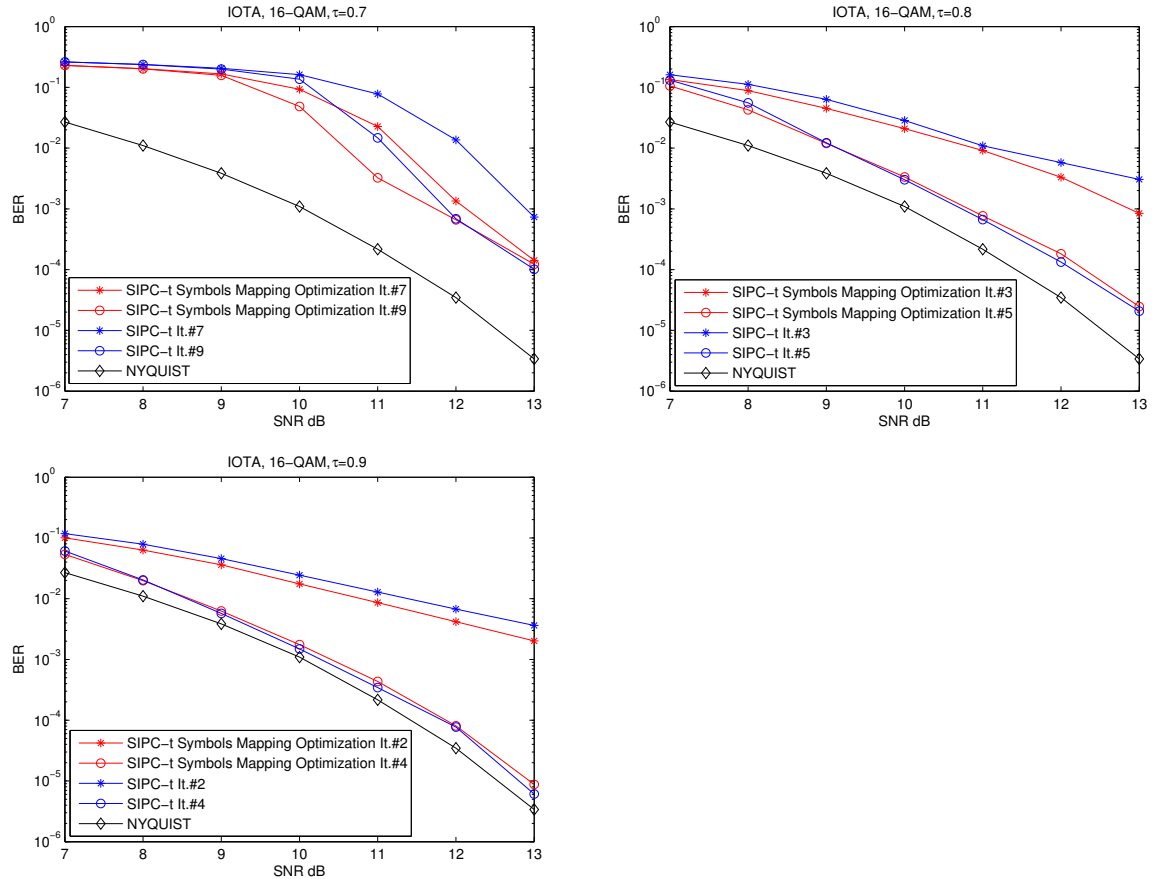 IOTA, 16-QAM,τ=0.7
10^0
10^-1
10^-2
10^-3
10^-4
10^-5
10^-6
BER
SIPC-t Symbols Mapping Optimization It.#7
SIPC-t Symbols Mapping Optimization It.#9
SIPC-t It.#7
SIPC-t It.#9
NYQUIST
7 8 9 10 11 12 13
SNR dB
IOTA, 16-QAM,τ=0.8
10^0
10^-1
10^-2
10^-3
10^-4
10^-5
10^-6
BER
SIPC-t Symbols Mapping Optimization It.#3
SIPC-t Symbols Mapping Optimization It.#5
SIPC-t It.#3
SIPC-t It.#5
NYQUIST
7 8 9 10 11 12 13
SNR dB
IOTA, 16-QAM,τ=0.9
10^0
10^-1
10^-2
10^-3
10^-4
10^-5
10^-6
BER
SIPC-t Symbols Mapping Optimization It.#2
SIPC-t Symbols Mapping Optimization It.#4
SIPC-t It.#2
SIPC-t It.#4
NYQUIST
7 8 9 10 11 12 13
SNR dB